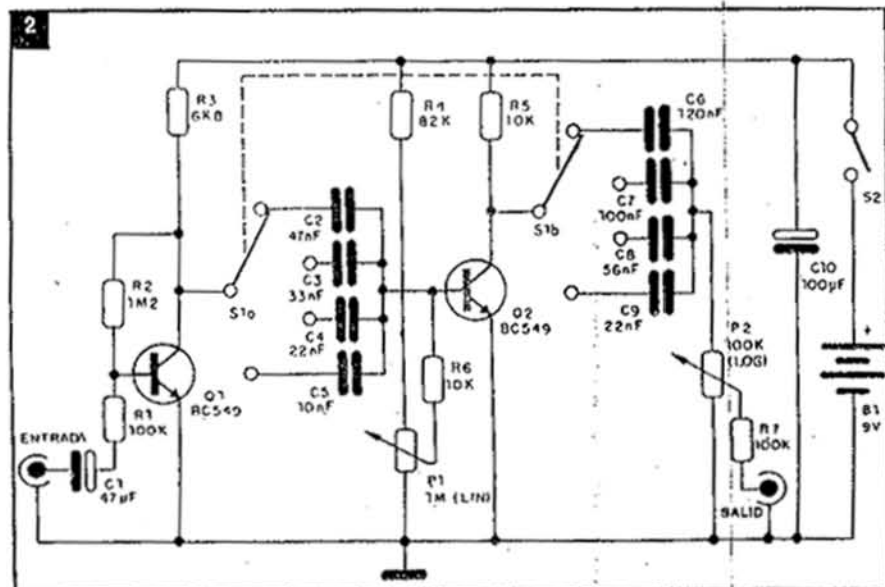 2
R3
6K8
R4
82K
R5
10K
C6
120nF
C7
100nF
C8
56nF
C9
22nF
S1b
S2
C2
47nF
C3
33nF
C4
22nF
C5
10nF
S1a
R2
1M2
Q1
BC549
R1
100K
ENTRADA
C1
47µF
Q2
BC549
R6
10K
P1
1M (LIN)
P2
100K
(LOG)
R7
100K
SALID
C10
100µF
+
B1
9V